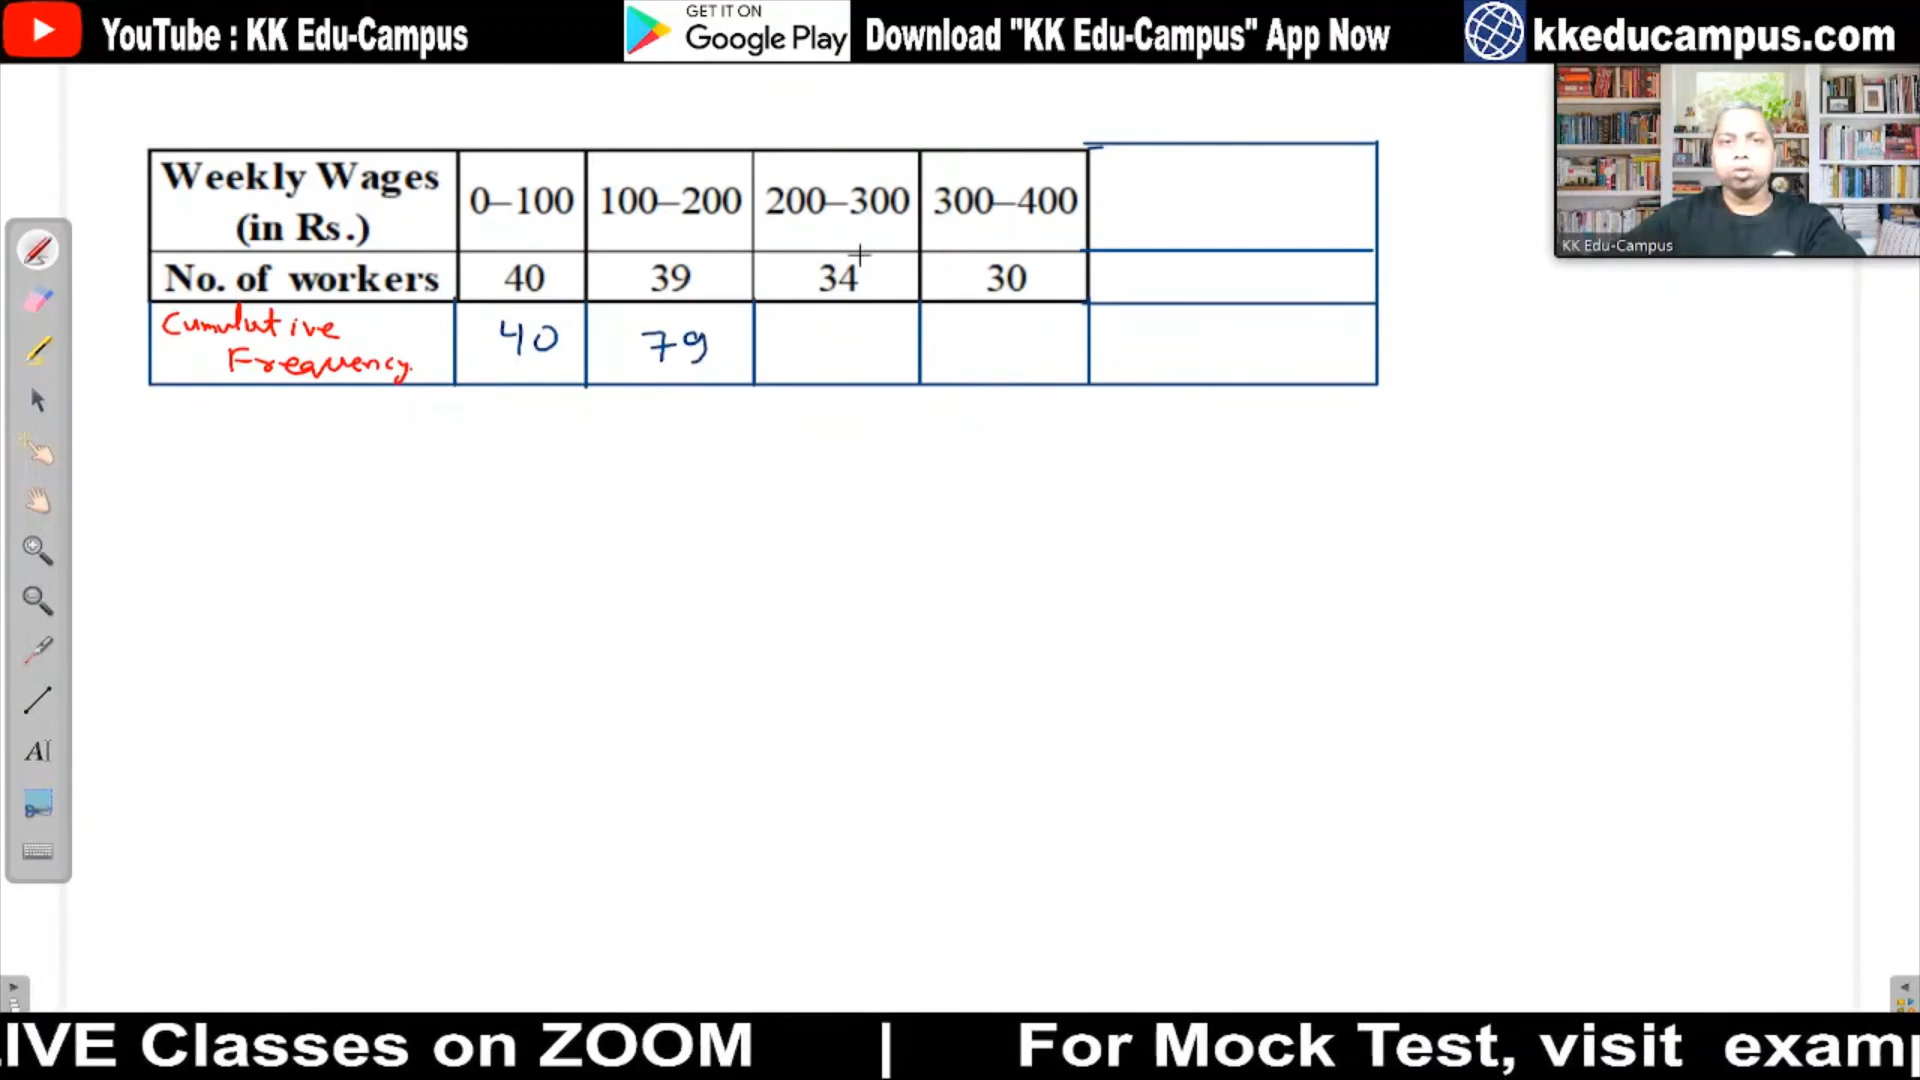 YouTube : KK Edu-Campus
GET IT ON
Google Play
Download "KK Edu-Campus" App Now
kkeducampus.com
KK Edu-Campus
Weekly Wages (in Rs.) 0–100 100–200 200–300 300–400
No. of workers 40 39 34 30
Cumulutive Frequency. 40 79
AI
IVE Classes on ZOOM | For Mock Test, visit exam